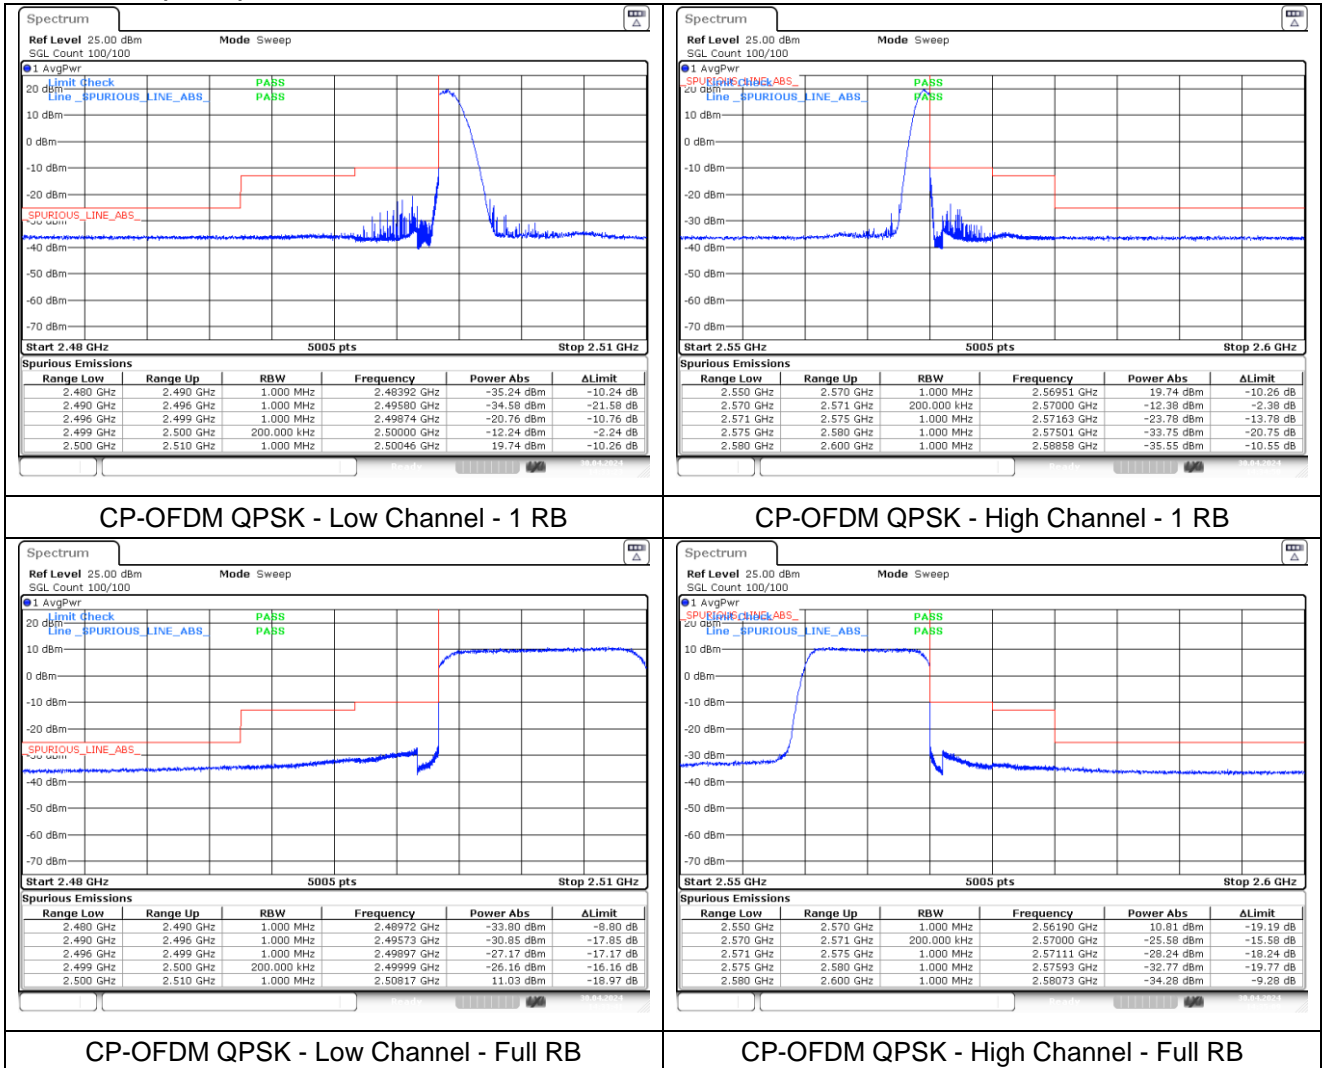 Spectrum
Ref Level 25.00 dBm Mode Sweep
SGL Count 100/100
1 AvgPwr
Limit Check PASS
20 dBm
Line _SPURIOUS_LINE_ABS_ PASS
10 dBm
0 dBm
-10 dBm
-20 dBm
_SPURIOUS_LINE_ABS_
-30 dBm
-40 dBm
-50 dBm
-60 dBm
-70 dBm
Start 2.48 GHz 5005 pts Stop 2.51 GHz
Spurious Emissions
Range Low Range Up RBW Frequency Power Abs ΔLimit
2.480 GHz 2.490 GHz 1.000 MHz 2.48392 GHz -35.24 dBm -10.24 dB
2.490 GHz 2.496 GHz 1.000 MHz 2.49580 GHz -34.58 dBm -21.58 dB
2.496 GHz 2.499 GHz 1.000 MHz 2.49874 GHz -20.76 dBm -10.76 dB
2.499 GHz 2.500 GHz 200.000 kHz 2.50000 GHz -12.24 dBm -2.24 dB
2.500 GHz 2.510 GHz 1.000 MHz 2.50046 GHz 19.74 dBm -10.26 dB
Ready 30.04.2024
CP-OFDM QPSK - Low Channel - 1 RB
Spectrum
Ref Level 25.00 dBm Mode Sweep
SGL Count 100/100
1 AvgPwr
_SPURIOUS_LINE_ABS_
Limit Check PASS
20 dBm
Line _SPURIOUS_LINE_ABS_ PASS
10 dBm
0 dBm
-10 dBm
-20 dBm
-30 dBm
-40 dBm
-50 dBm
-60 dBm
-70 dBm
Start 2.55 GHz 5005 pts Stop 2.6 GHz
Spurious Emissions
Range Low Range Up RBW Frequency Power Abs ΔLimit
2.550 GHz 2.570 GHz 1.000 MHz 2.56951 GHz 19.74 dBm -10.26 dB
2.570 GHz 2.571 GHz 200.000 kHz 2.57000 GHz -12.38 dBm -2.38 dB
2.571 GHz 2.575 GHz 1.000 MHz 2.57163 GHz -23.78 dBm -13.78 dB
2.575 GHz 2.580 GHz 1.000 MHz 2.57501 GHz -33.75 dBm -20.75 dB
2.580 GHz 2.600 GHz 1.000 MHz 2.58858 GHz -35.55 dBm -10.55 dB
Ready 30.04.2024
CP-OFDM QPSK - High Channel - 1 RB
Spectrum
Ref Level 25.00 dBm Mode Sweep
SGL Count 100/100
1 AvgPwr
Limit Check PASS
20 dBm
Line _SPURIOUS_LINE_ABS_ PASS
10 dBm
0 dBm
-10 dBm
-20 dBm
_SPURIOUS_LINE_ABS_
-30 dBm
-40 dBm
-50 dBm
-60 dBm
-70 dBm
Start 2.48 GHz 5005 pts Stop 2.51 GHz
Spurious Emissions
Range Low Range Up RBW Frequency Power Abs ΔLimit
2.480 GHz 2.490 GHz 1.000 MHz 2.48972 GHz -33.80 dBm -8.80 dB
2.490 GHz 2.496 GHz 1.000 MHz 2.49573 GHz -30.85 dBm -17.85 dB
2.496 GHz 2.499 GHz 1.000 MHz 2.49897 GHz -27.17 dBm -17.17 dB
2.499 GHz 2.500 GHz 200.000 kHz 2.49999 GHz -26.16 dBm -16.16 dB
2.500 GHz 2.510 GHz 1.000 MHz 2.50817 GHz 11.03 dBm -18.97 dB
Ready 30.04.2024
CP-OFDM QPSK - Low Channel - Full RB
Spectrum
Ref Level 25.00 dBm Mode Sweep
SGL Count 100/100
1 AvgPwr
_SPURIOUS_LINE_ABS_
Limit Check PASS
20 dBm
Line _SPURIOUS_LINE_ABS_ PASS
10 dBm
0 dBm
-10 dBm
-20 dBm
-30 dBm
-40 dBm
-50 dBm
-60 dBm
-70 dBm
Start 2.55 GHz 5005 pts Stop 2.6 GHz
Spurious Emissions
Range Low Range Up RBW Frequency Power Abs ΔLimit
2.550 GHz 2.570 GHz 1.000 MHz 2.56190 GHz 10.81 dBm -19.19 dB
2.570 GHz 2.571 GHz 200.000 kHz 2.57000 GHz -25.58 dBm -15.58 dB
2.571 GHz 2.575 GHz 1.000 MHz 2.57111 GHz -28.24 dBm -18.24 dB
2.575 GHz 2.580 GHz 1.000 MHz 2.57593 GHz -32.77 dBm -19.77 dB
2.580 GHz 2.600 GHz 1.000 MHz 2.58073 GHz -34.28 dBm -9.28 dB
Ready 30.04.2024
CP-OFDM QPSK - High Channel - Full RB